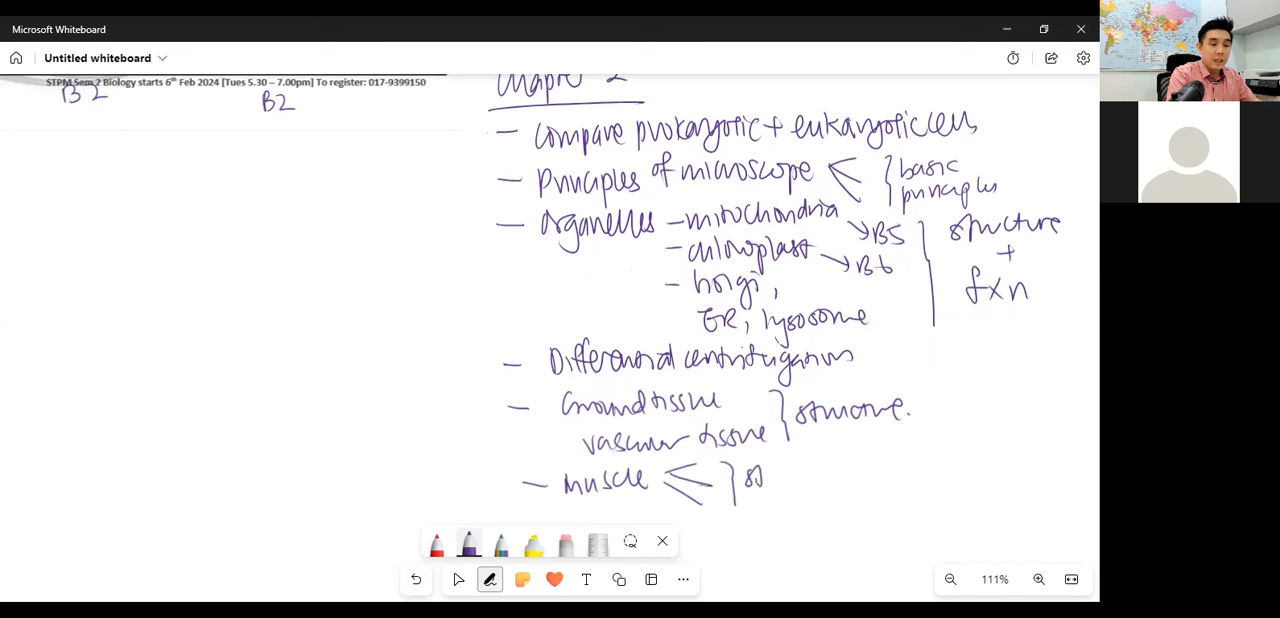 Microsoft Whiteboard
Untitled whiteboard
STPM Sem 2 Biology starts 6th Feb 2024 [Tues 5.30 – 7.00pm] To register: 017-9399150
B2
B2
Chapter 2
– Compare prokaryotic + eukaryotic cells
– Principles of microscope
basic principles
– Organelles – mitochondria → B5
– chloroplast → B6
– Golgi,
ER, lysosome
structure
+
fxn
– Differential centrifugation
– Ground tissue
vascular tissue
structure.
– Muscle
111%